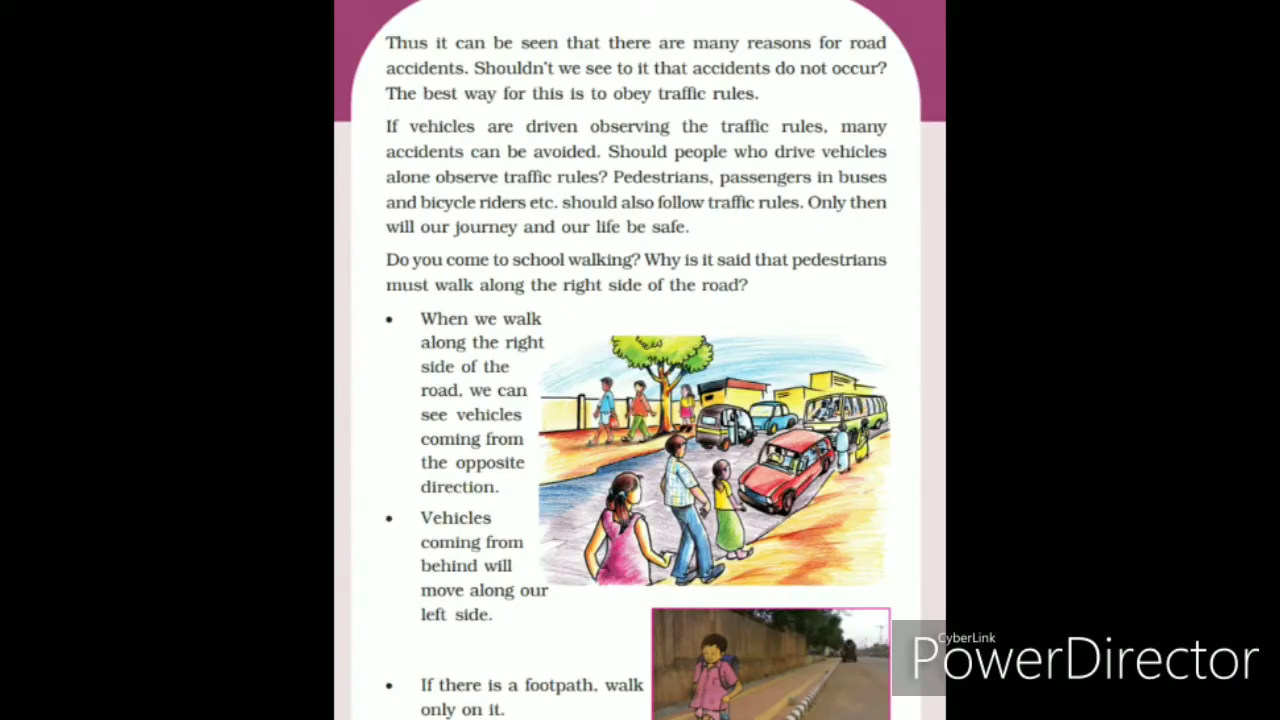 Thus it can be seen that there are many reasons for road
accidents. Shouldn't we see to it that accidents do not occur?
The best way for this is to obey traffic rules.
If vehicles are driven observing the traffic rules, many
accidents can be avoided. Should people who drive vehicles
alone observe traffic rules? Pedestrians, passengers in buses
and bicycle riders etc. should also follow traffic rules. Only then
will our journey and our life be safe.
Do you come to school walking? Why is it said that pedestrians
must walk along the right side of the road?
• When we walk
along the right
side of the
road, we can
see vehicles
coming from
the opposite
direction.
• Vehicles
coming from
behind will
move along our
left side.
• If there is a footpath, walk
only on it.
CyberLink
PowerDirector